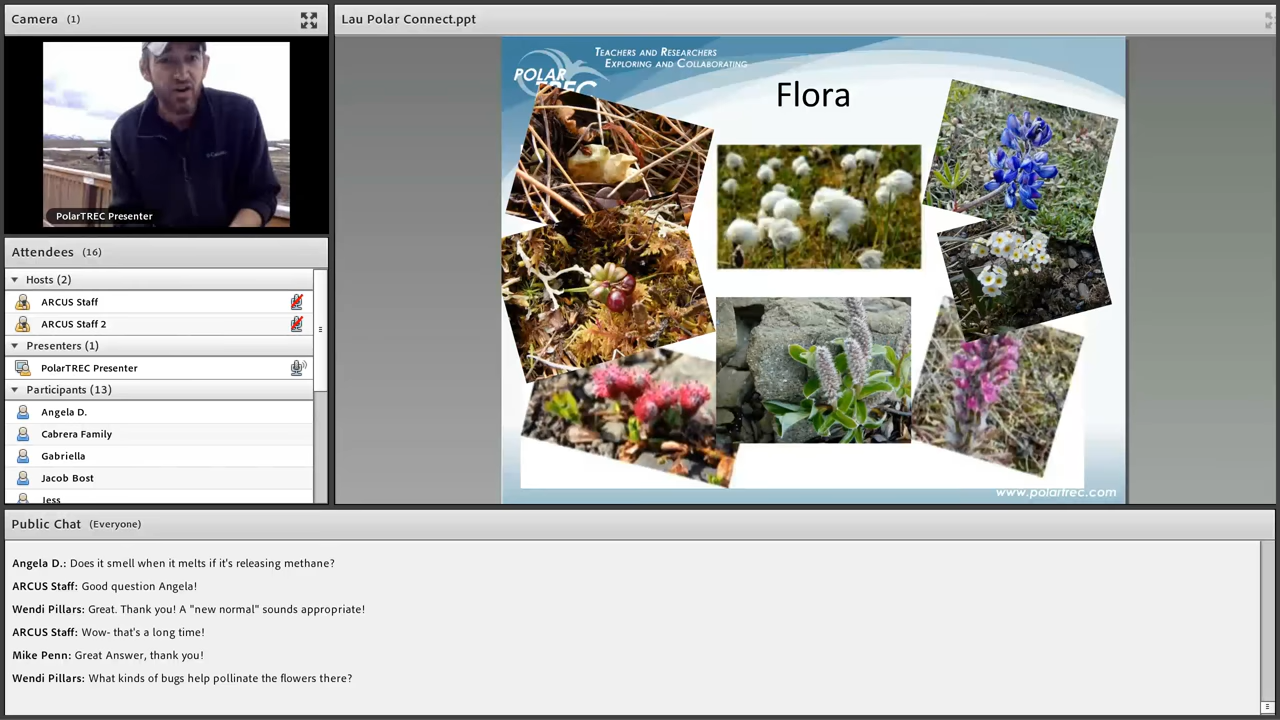 Camera (1)
PolarTREC Presenter
Attendees (16)
Hosts (2)
ARCUS Staff
ARCUS Staff 2
Presenters (1)
PolarTREC Presenter
Participants (13)
Angela D.
Cabrera Family
Gabriella
Jacob Bost
Jess
Lau Polar Connect.ppt
TEACHERS AND RESEARCHERS
EXPLORING AND COLLABORATING
POLAR
TREC
Flora
www.polartrec.com
Public Chat (Everyone)
Angela D.: Does it smell when it melts if it's releasing methane?
ARCUS Staff: Good question Angela!
Wendi Pillars: Great. Thank you! A "new normal" sounds appropriate!
ARCUS Staff: Wow- that's a long time!
Mike Penn: Great Answer, thank you!
Wendi Pillars: What kinds of bugs help pollinate the flowers there?